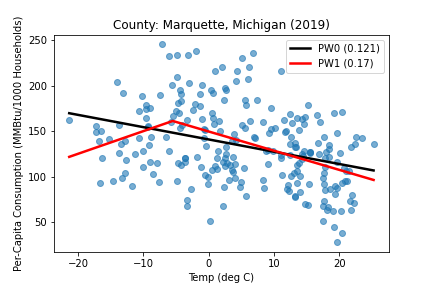 County: Marquette, Michigan (2019)
Per-Capita Consumption (MMBtu/1000 Households)
250
200
150
100
50
PW0 (0.121)
PW1 (0.17)
−20
−10
0
10
20
Temp (deg C)